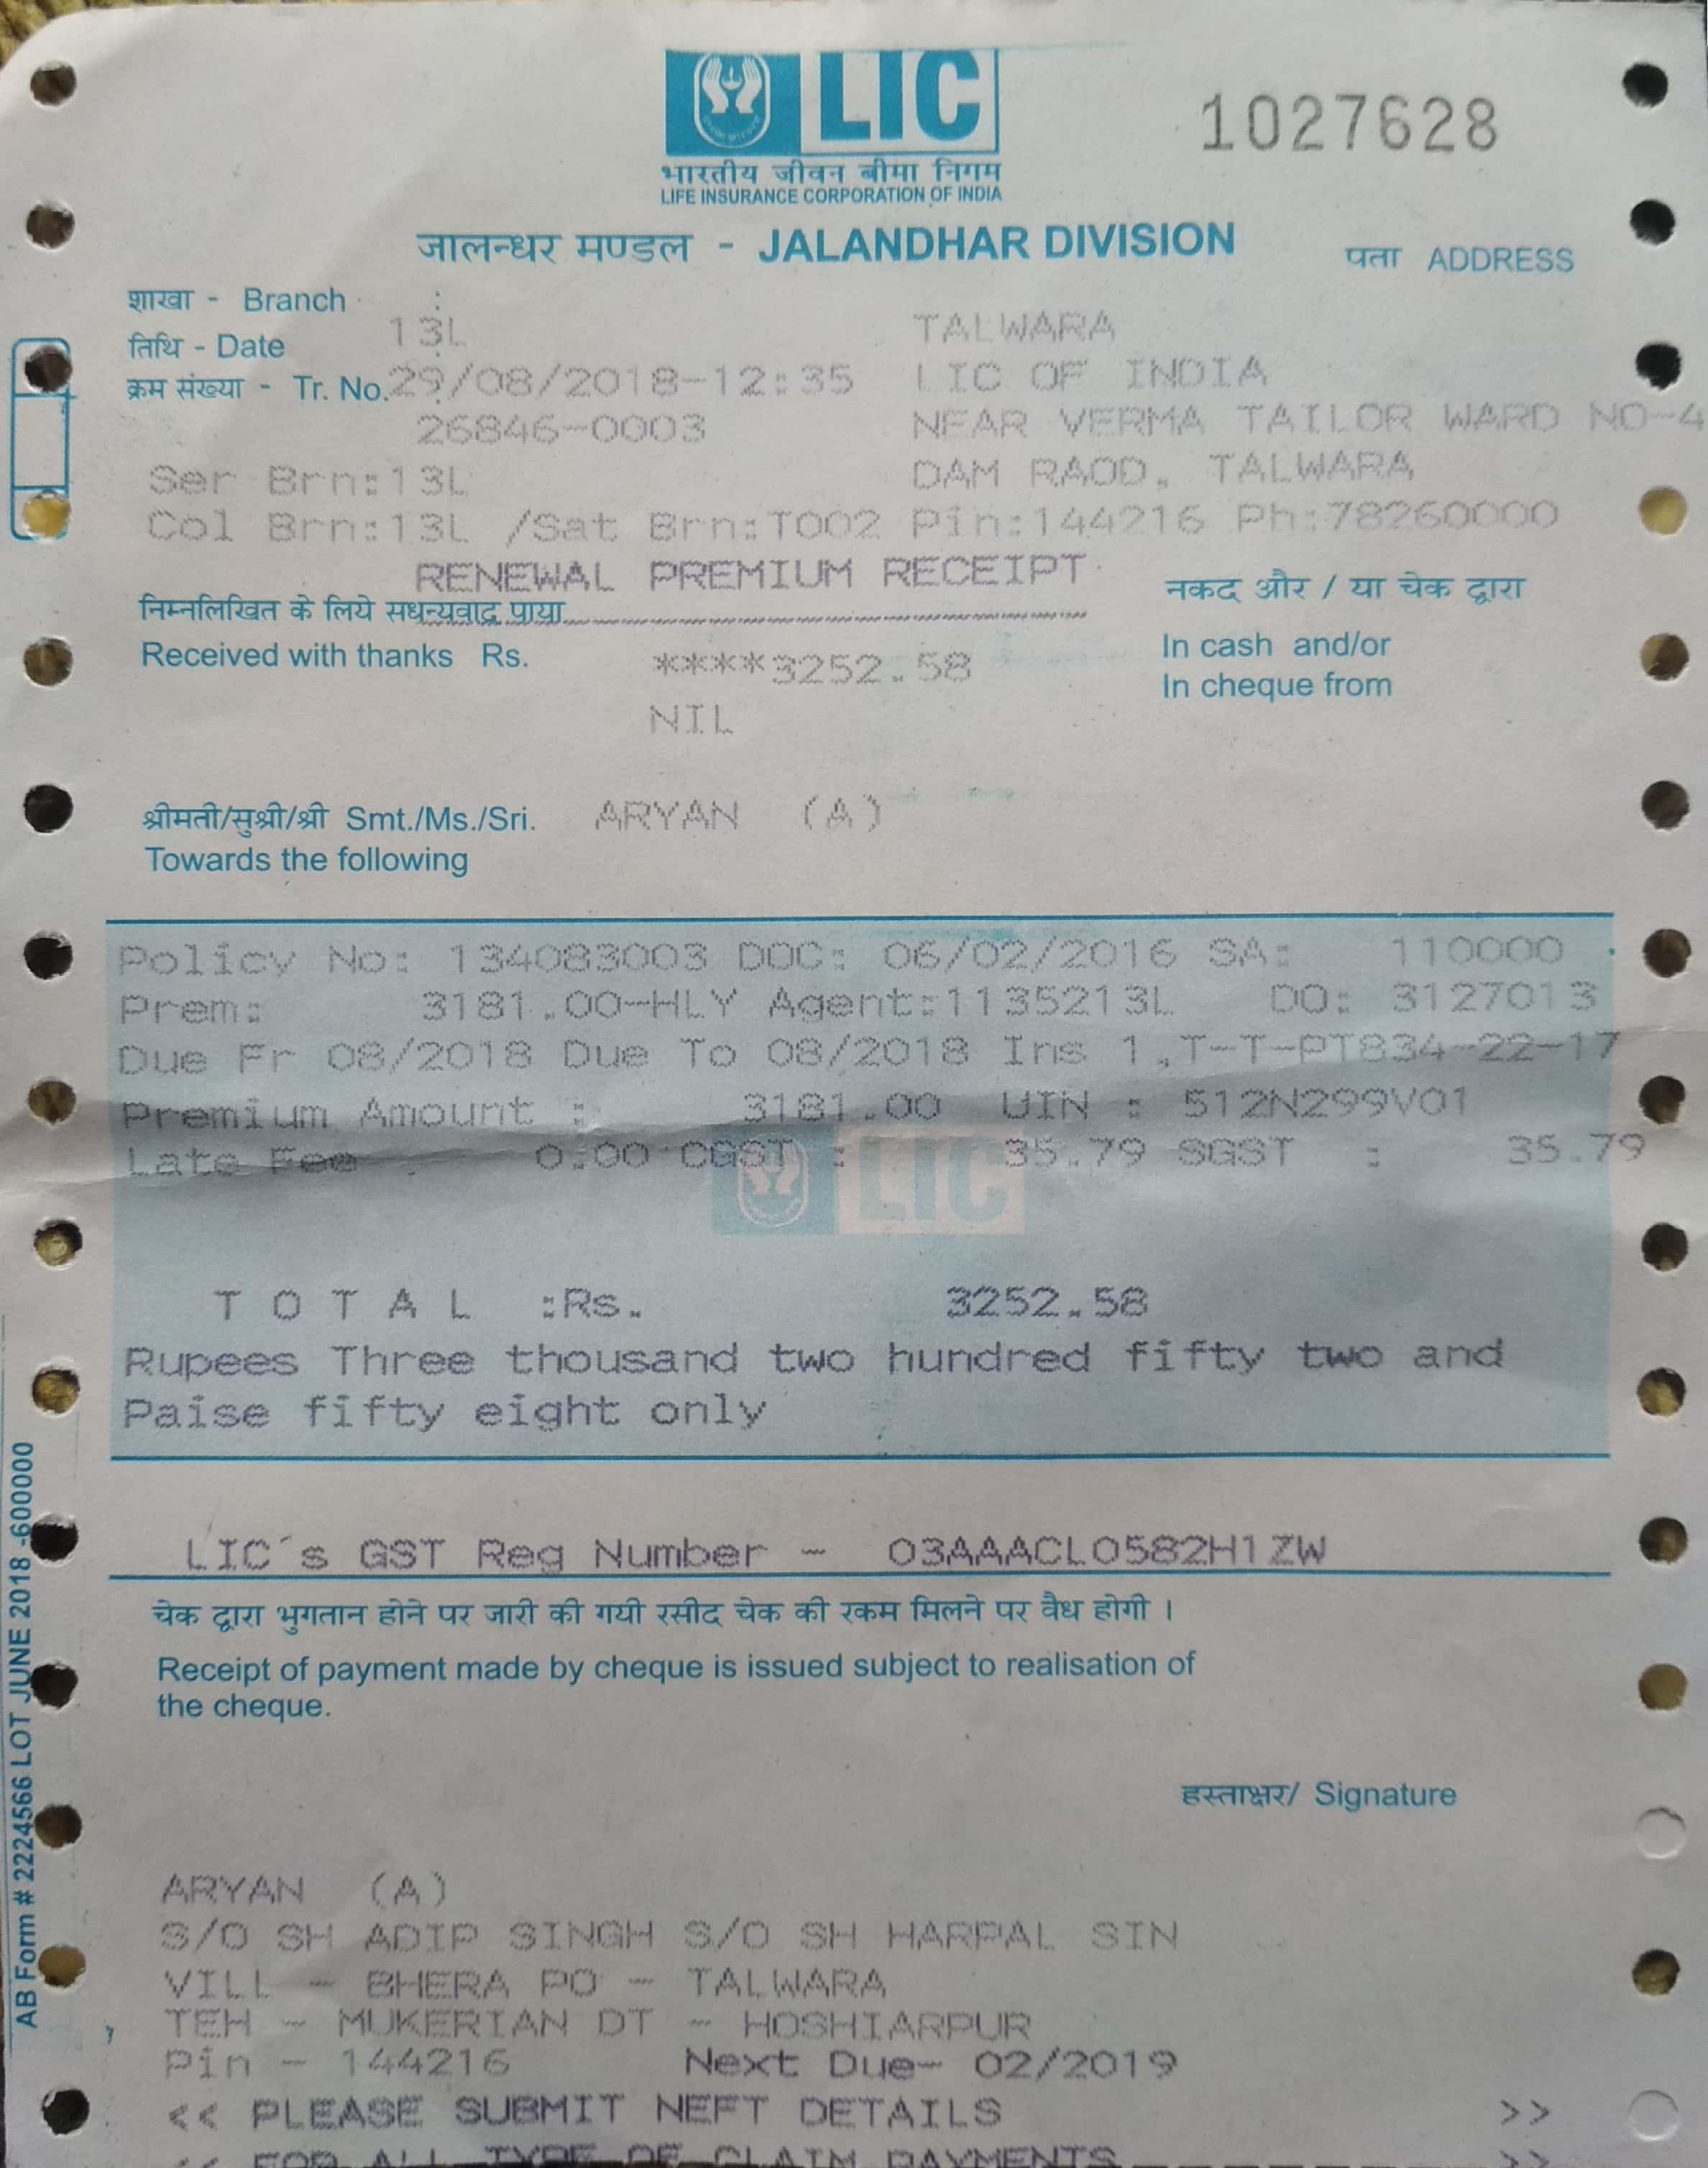 LIC
1027628
भारतीय जीवन बीमा निगम
LIFE INSURANCE CORPORATION OF INDIA
जालन्धर मण्डल - JALANDHAR DIVISION
पता ADDRESS
शाखा - Branch :
13L TALWARA
तिथि - Date :
क्रम संख्या - Tr. No. 29/08/2018-12:35 LIC OF INDIA
26846-0003 NEAR VERMA TAILOR WARD NO-4
Ser Brn:13L DAM RAOD, TALWARA
Col Brn:13L /Sat Brn:T002 Pin:144216 Ph:78260000
RENEWAL PREMIUM RECEIPT
नकद और / या चेक द्वारा
निम्नलिखित के लिये सधन्यवाद पाया
Received with thanks Rs. ****3252.58 In cash and/or
In cheque from
NIL
श्रीमती/सुश्री/श्री Smt./Ms./Sri. ARYAN (A)
Towards the following
Policy No: 134083003 DOC: 06/02/2016 SA: 110000
Prem: 3181.00-HLY Agent:1135213L DO: 3127013
Due Fr 08/2018 Due To 08/2018 Ins 1.T-T-PT834-22-17
Premium Amount : 3181.00 UIN : 512N299V01
Late Fee : 0.00 CGST : 35.79 SGST : 35.79
LIC
T O T A L :Rs. 3252.58
Rupees Three thousand two hundred fifty two and
Paise fifty eight only
LIC's GST Reg Number - 03AAACL0582H1ZW
चेक द्वारा भुगतान होने पर जारी की गयी रसीद चेक की रकम मिलने पर वैध होगी ।
Receipt of payment made by cheque is issued subject to realisation of
the cheque.
हस्ताक्षर/ Signature
ARYAN (A)
S/O SH ADIP SINGH S/O SH HARPAL SIN
VILL - BHERA PO - TALWARA
TEH - MUKERIAN DT - HOSHIARPUR
Pin - 144216 Next Due- 02/2019
<< PLEASE SUBMIT NEFT DETAILS >>
<< FOR ALL TYPE OF CLAIM PAYMENTS >>
AB Form # 2224566 LOT JUNE 2018 -600000